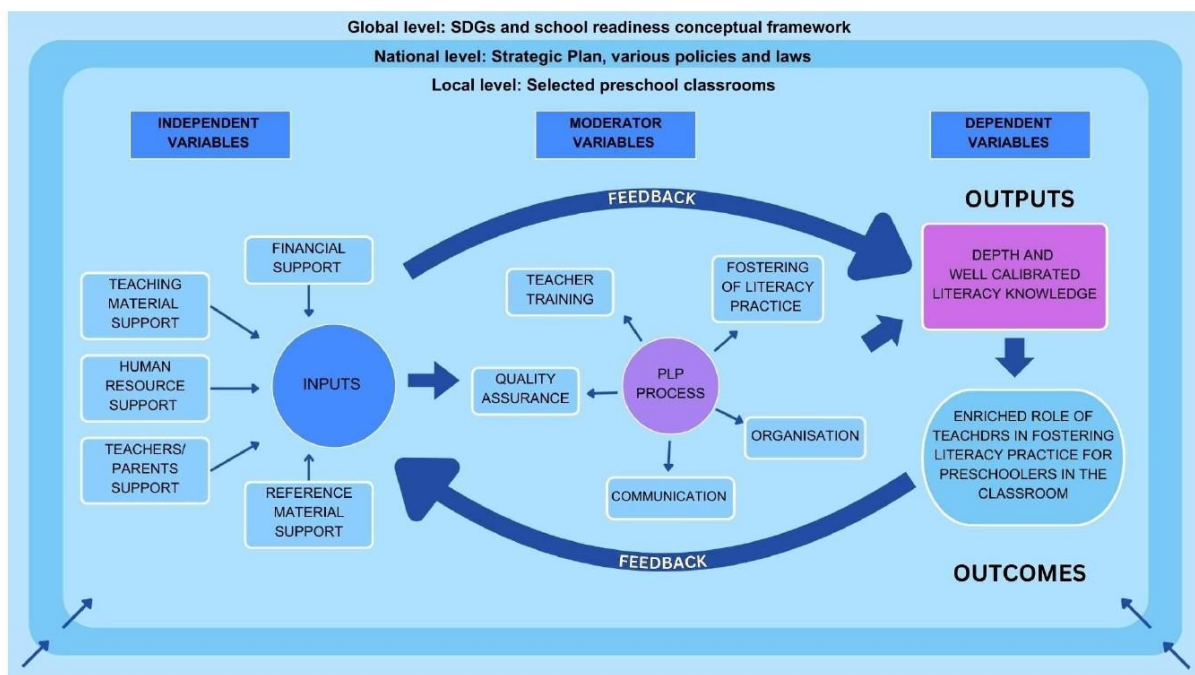 Global level: SDGs and school readiness conceptual framework
National level: Strategic Plan, various policies and laws
Local level: Selected preschool classrooms
INDEPENDENT
VARIABLES
MODERATOR
VARIABLES
DEPENDENT
VARIABLES
FEEDBACK
OUTPUTS
FINANCIAL
SUPPORT
TEACHING
MATERIAL
SUPPORT
HUMAN
RESOURCE
SUPPORT
TEACHERS/
PARENTS
SUPPORT
REFERENCE
MATERIAL
SUPPORT
INPUTS
TEACHER
TRAINING
FOSTERING
OF LITERACY
PRACTICE
QUALITY
ASSURANCE
PLP
PROCESS
ORGANISATION
COMMUNICATION
DEPTH AND
WELL CALIBRATED
LITERACY KNOWLEDGE
ENRICHED ROLE OF
TEACHDRS IN FOSTERING
LITERACY PRACTICE FOR
PRESCHOOLERS IN THE
CLASSROOM
FEEDBACK
OUTCOMES